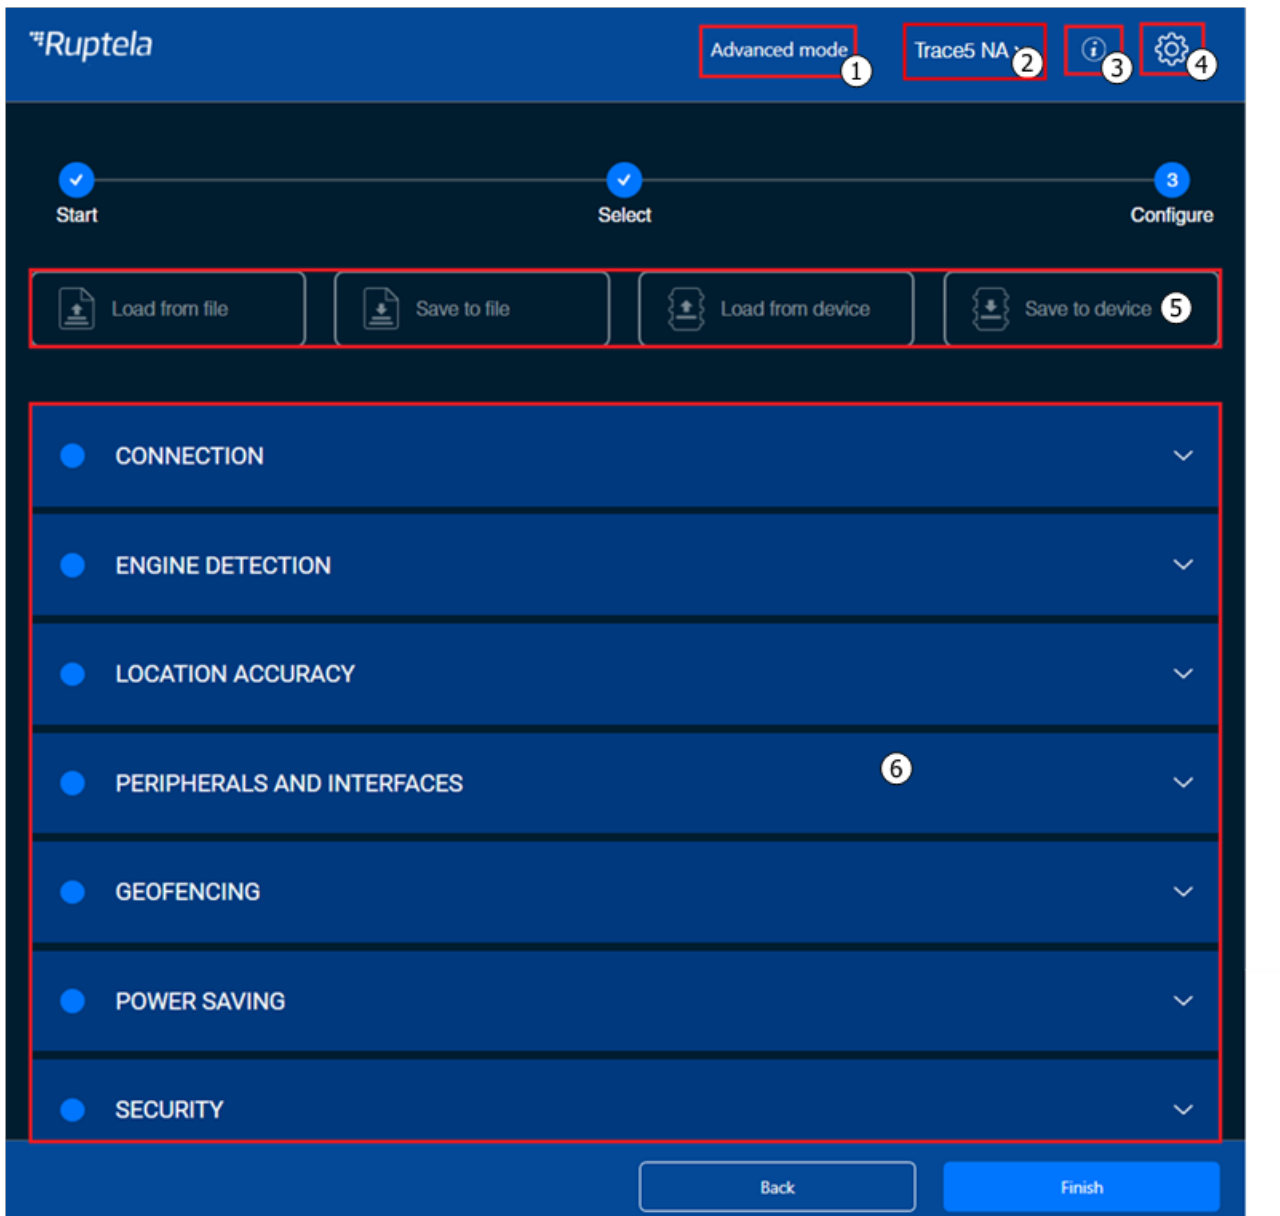 Ruptela
Advanced mode
1
Trace5 NA
2
3
4
3
Start
Select
Configure
Load from file
Save to file
Load from device
Save to device
5
CONNECTION
ENGINE DETECTION
LOCATION ACCURACY
PERIPHERALS AND INTERFACES
6
GEOFENCING
POWER SAVING
SECURITY
Back
Finish